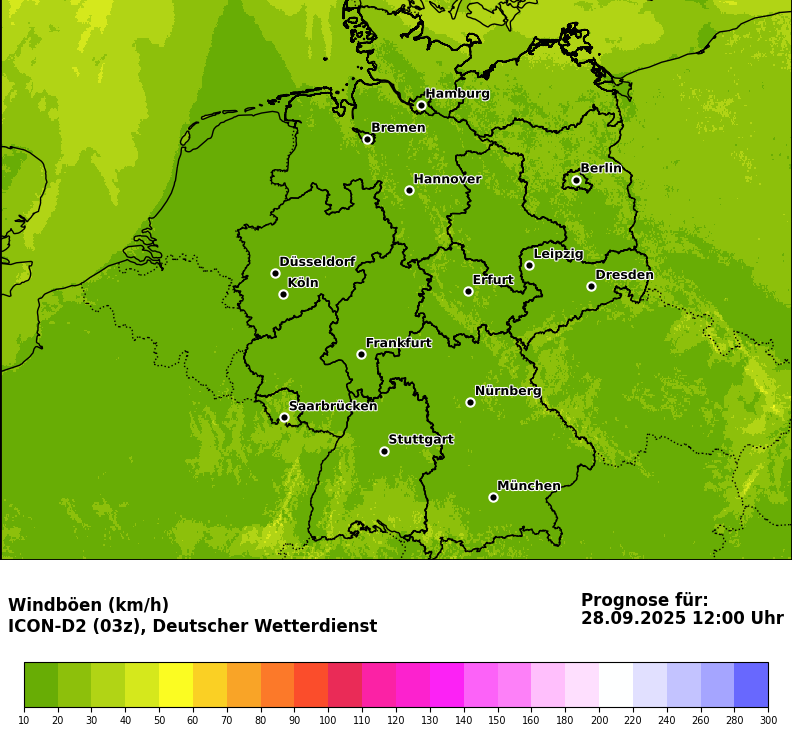 Hamburg
Bremen
Berlin
Hannover
Leipzig
Düsseldorf
Dresden
Köln
Erfurt
Frankfurt
Nürnberg
Saarbrücken
Stuttgart
München
Windböen (km/h)
ICON-D2 (03z), Deutscher Wetterdienst
Prognose für:
28.09.2025 12:00 Uhr
10 20 30 40 50 60 70 80 90 100 110 120 130 140 150 160 180 200 220 240 260 280 300